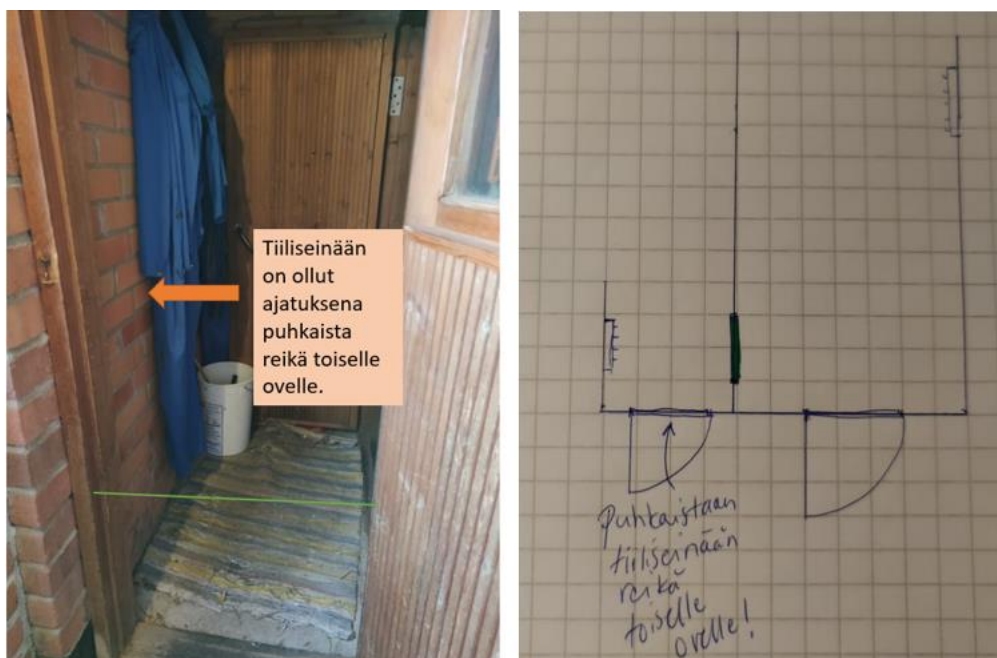 Tiiliseinään
on ollut
ajatuksena
puhkaista
reikä toiselle
ovelle.
Puhkaistaan
tiiliseinään
reikä
toiselle
ovelle!